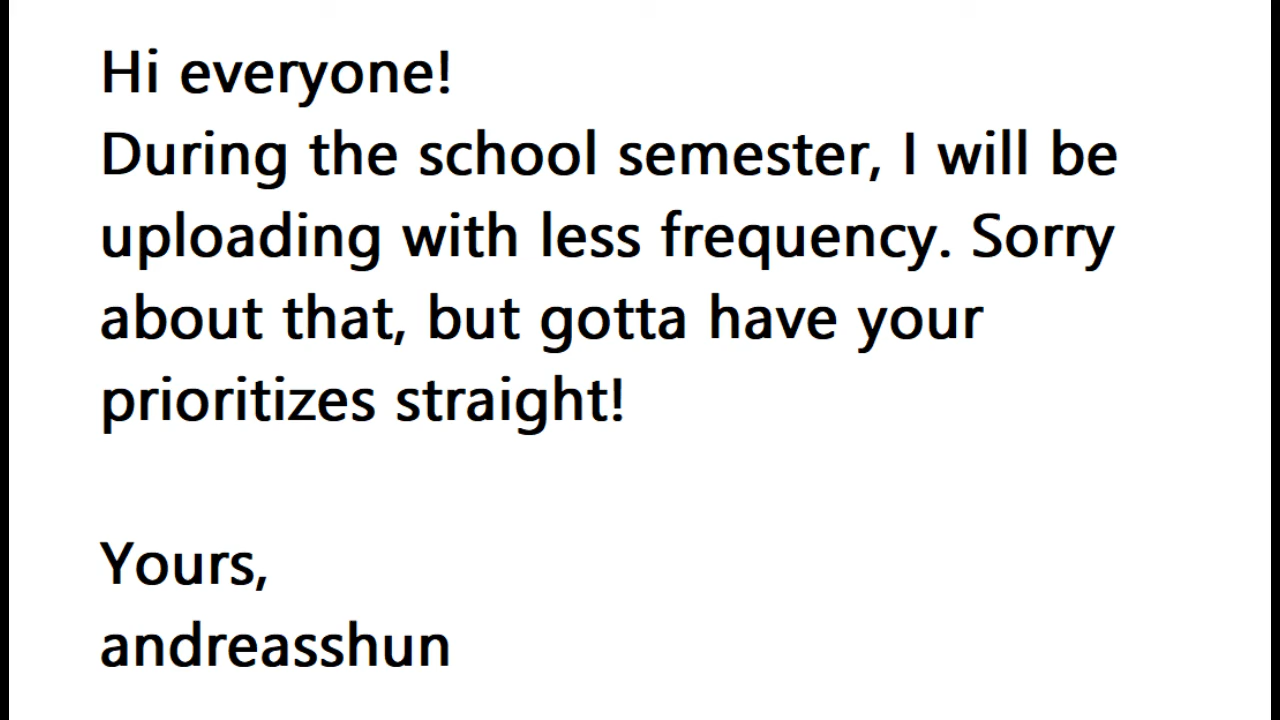 Hi everyone!
During the school semester, I will be
uploading with less frequency. Sorry
about that, but gotta have your
prioritizes straight!
Yours,
andreasshun